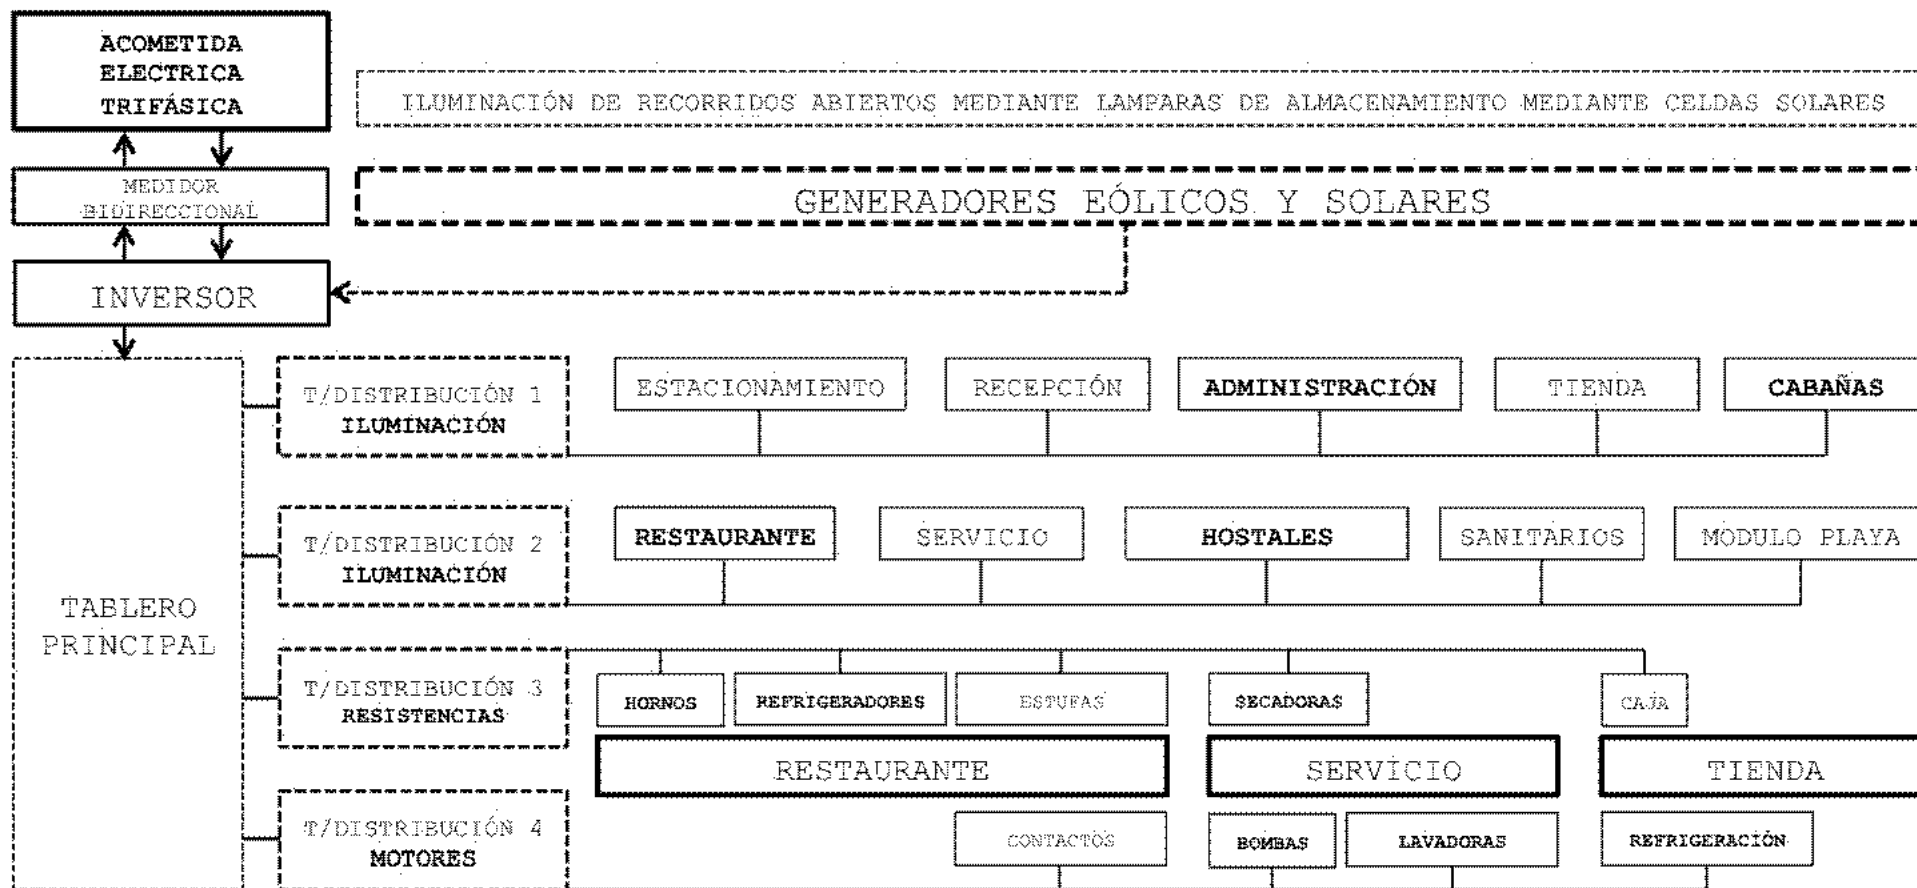 ACOMETIDA
ELECTRICA
TRIFÁSICA
ILUMINACIÓN DE RECORRIDOS ABIERTOS MEDIANTE LAMPARAS DE ALMACENAMIENTO MEDIANTE CELDAS SOLARES
MEDIDOR
BIDIRECCIONAL
GENERADORES EÓLICOS Y SOLARES
INVERSOR
T/DISTRIBUCIÓN 1
ILUMINACIÓN
ESTACIONAMIENTO
RECEPCIÓN
ADMINISTRACIÓN
TIENDA
CABAÑAS
T/DISTRIBUCIÓN 2
ILUMINACIÓN
RESTAURANTE
SERVICIO
HOSTALES
SANITARIOS
MODULO PLAYA
TABLERO
PRINCIPAL
T/DISTRIBUCIÓN 3
RESISTENCIAS
HORNOS
REFRIGERADORES
ESTUFAS
SECADORAS
CAJA
RESTAURANTE
SERVICIO
TIENDA
T/DISTRIBUCIÓN 4
MOTORES
CONTACTOS
BOMBAS
LAVADORAS
REFRIGERACIÓN